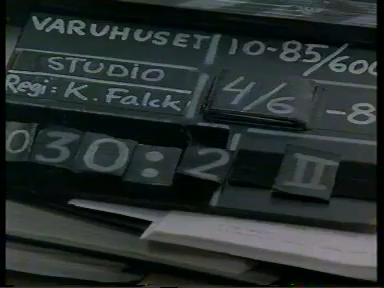 VARUHUSET 10-85/600
STUDIO 4/6 -8
Regi: K. Falck
030:2 II